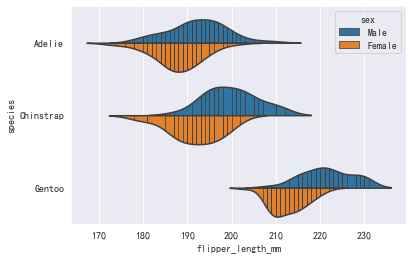 sex
Male
Female
Adelie
Chinstrap
Gentoo
species
170 180 190 200 210 220 230
flipper_length_mm